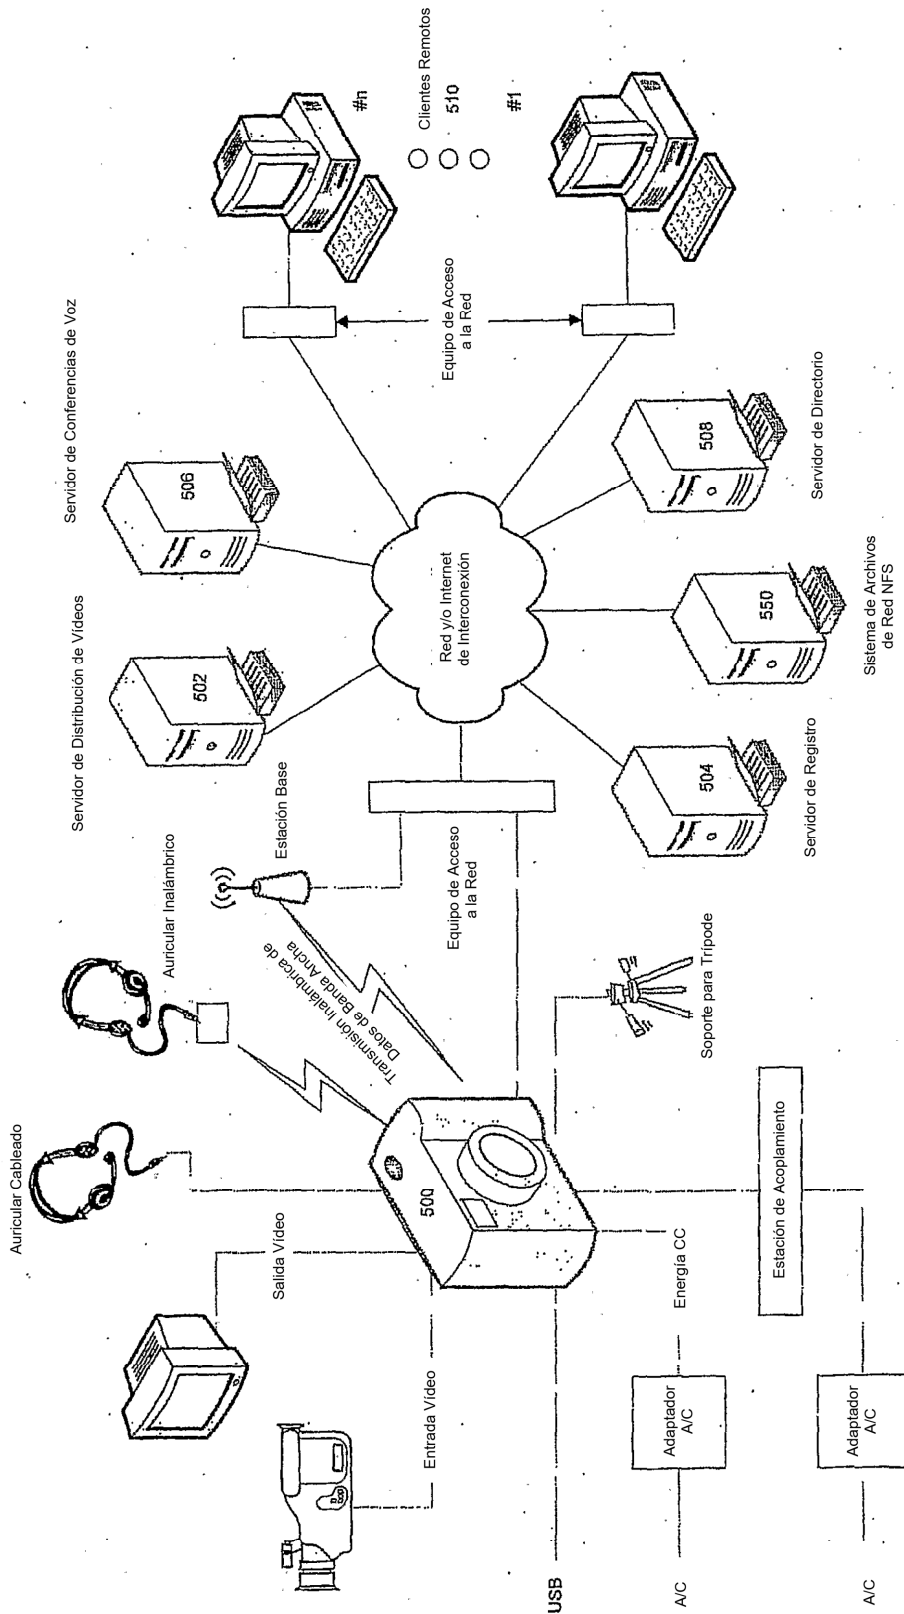 Auricular Cableado
Auricular Inalámbrico
Servidor de Distribución de Vídeos
Servidor de Conferencias de Voz
Salida Vídeo
Entrada Vídeo
Transmisión Inalámbrica de
Datos de Banda Ancha
Estación Base
502
506
#n
Clientes Remotos
510
#1
500
Equipo de Acceso
a la Red
Red y/o Internet
de Interconexión
Equipo de Acceso
a la Red
USB
Energía CC
Adaptador
A/C
A/C
Estación de Acoplamiento
Adaptador
A/C
A/C
Soporte para Trípode
504
Servidor de Registro
550
Sistema de Archivos
de Red NFS
508
Servidor de Directorio